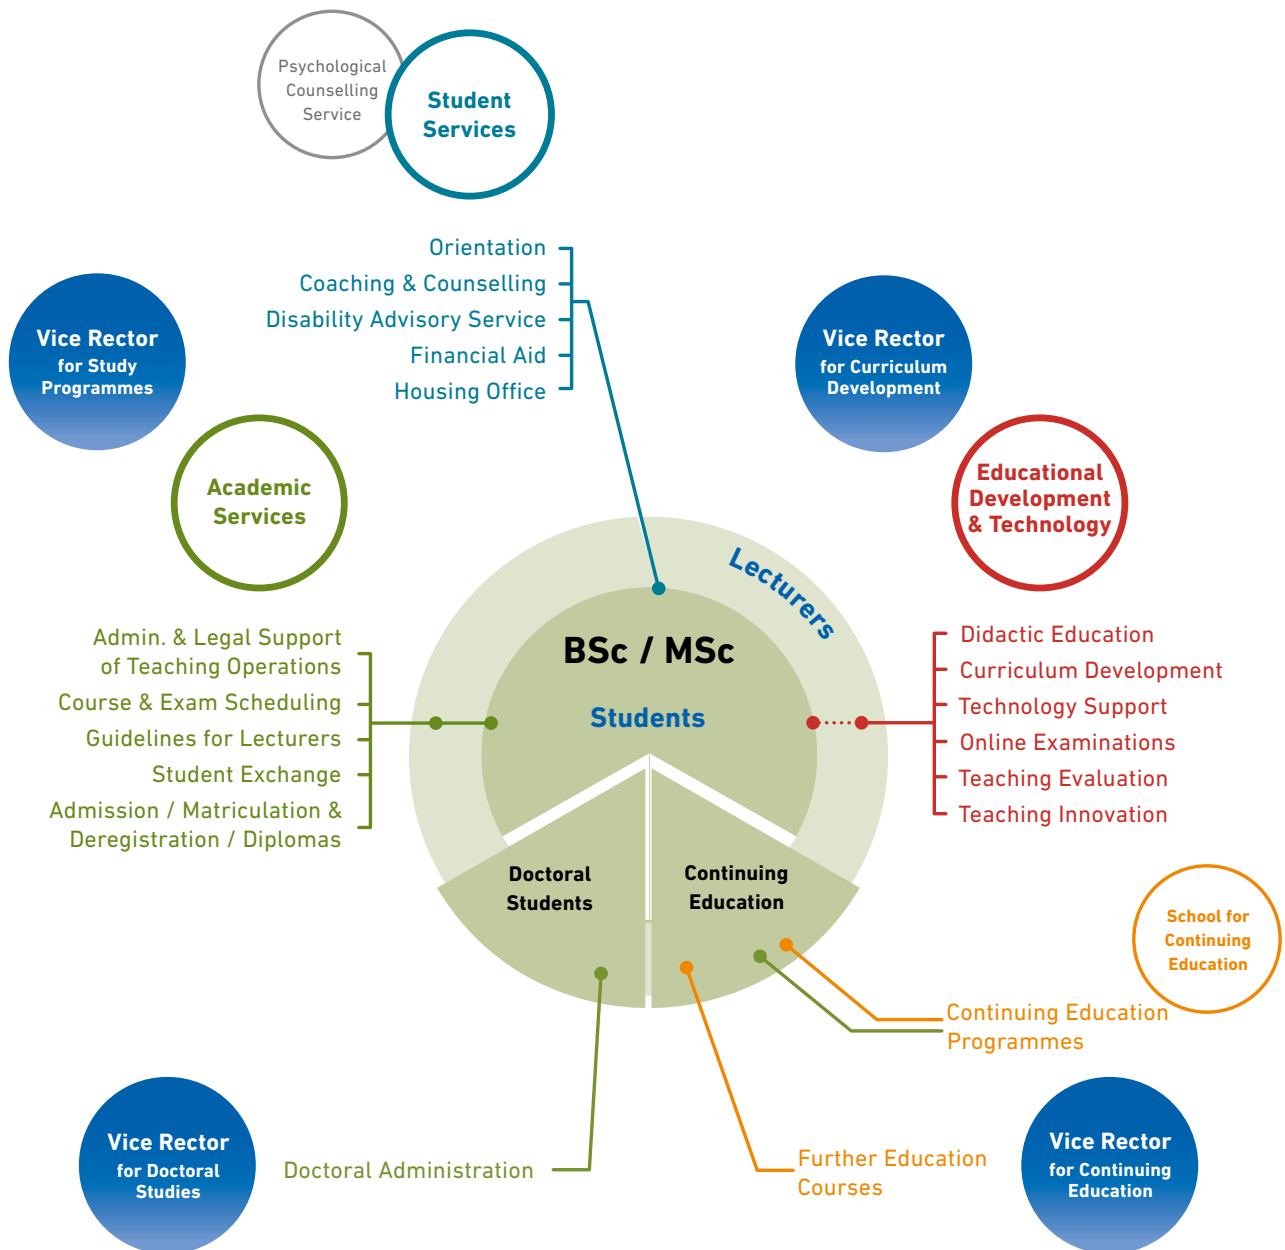 Psychological
Counselling
Service
Student
Services
Orientation
Coaching & Counselling
Disability Advisory Service
Financial Aid
Housing Office
Vice Rector
for Study
Programmes
Vice Rector
for Curriculum
Development
Academic
Services
Educational
Development
& Technology
Lecturers
BSc / MSc
Students
Admin. & Legal Support
of Teaching Operations
Course & Exam Scheduling
Guidelines for Lecturers
Student Exchange
Admission / Matriculation &
Deregistration / Diplomas
Didactic Education
Curriculum Development
Technology Support
Online Examinations
Teaching Evaluation
Teaching Innovation
Doctoral
Students
Continuing
Education
School for
Continuing
Education
Continuing Education
Programmes
Vice Rector
for Doctoral
Studies
Doctoral Administration
Further Education
Courses
Vice Rector
for Continuing
Education